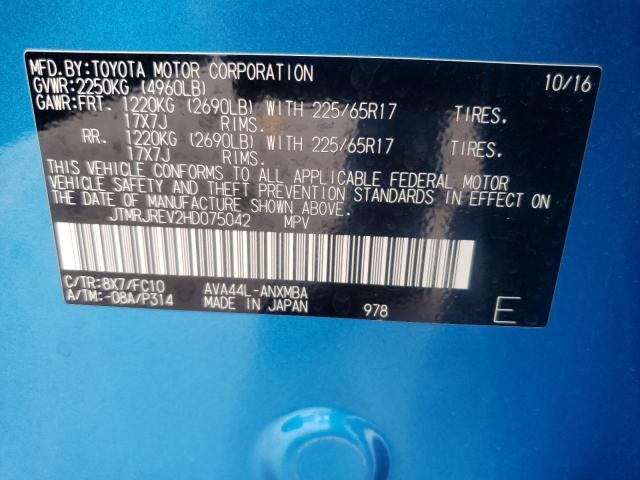 MFD.BY:TOYOTA MOTOR CORPORATION 10/16
GVWR:2250KG (4960LB)
GAWR:FRT. 1220KG (2690LB) WITH 225/65R17 TIRES.
17X7J RIMS.
RR. 1220KG (2690LB) WITH 225/65R17 TIRES.
17X7J RIMS.
THIS VEHICLE CONFORMS TO ALL APPLICABLE FEDERAL MOTOR
VEHICLE SAFETY AND THEFT PREVENTION STANDARDS IN EFFECT ON
THE DATE OF MANUFACTURE SHOWN ABOVE.
JTMRJREV2HD075042 MPV
C/TR:8X7/FC10 AVA44L-ANXMBA
A/TM:-08A/P314 MADE IN JAPAN 978 E